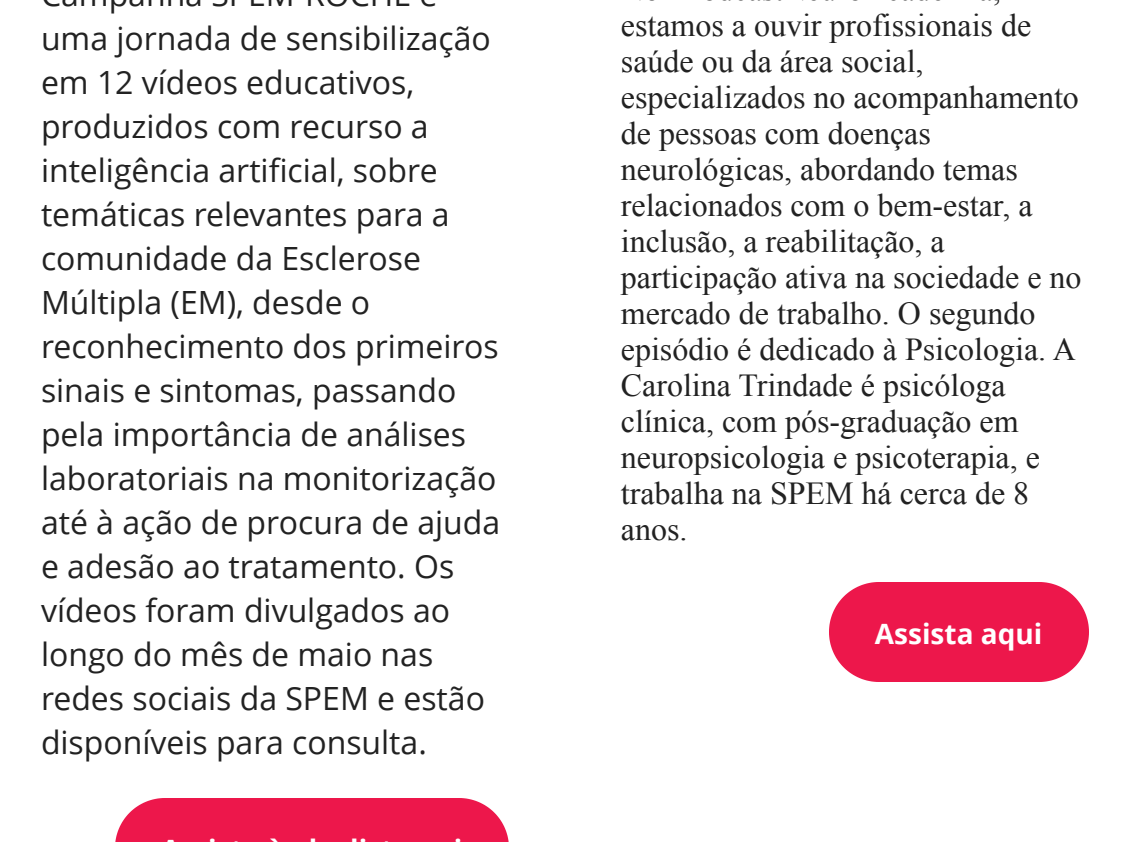 Campanha SPEM-ROCHE é
uma jornada de sensibilização
em 12 vídeos educativos,
produzidos com recurso a
inteligência artificial, sobre
temáticas relevantes para a
comunidade da Esclerose
Múltipla (EM), desde o
reconhecimento dos primeiros
sinais e sintomas, passando
pela importância de análises
laboratoriais na monitorização
até à ação de procura de ajuda
e adesão ao tratamento. Os
vídeos foram divulgados ao
longo do mês de maio nas
redes sociais da SPEM e estão
disponíveis para consulta.
estamos a ouvir profissionais de
saúde ou da área social,
especializados no acompanhamento
de pessoas com doenças
neurológicas, abordando temas
relacionados com o bem-estar, a
inclusão, a reabilitação, a
participação ativa na sociedade e no
mercado de trabalho. O segundo
episódio é dedicado à Psicologia. A
Carolina Trindade é psicóloga
clínica, com pós-graduação em
neuropsicologia e psicoterapia, e
trabalha na SPEM há cerca de 8
anos.
Assista aqui